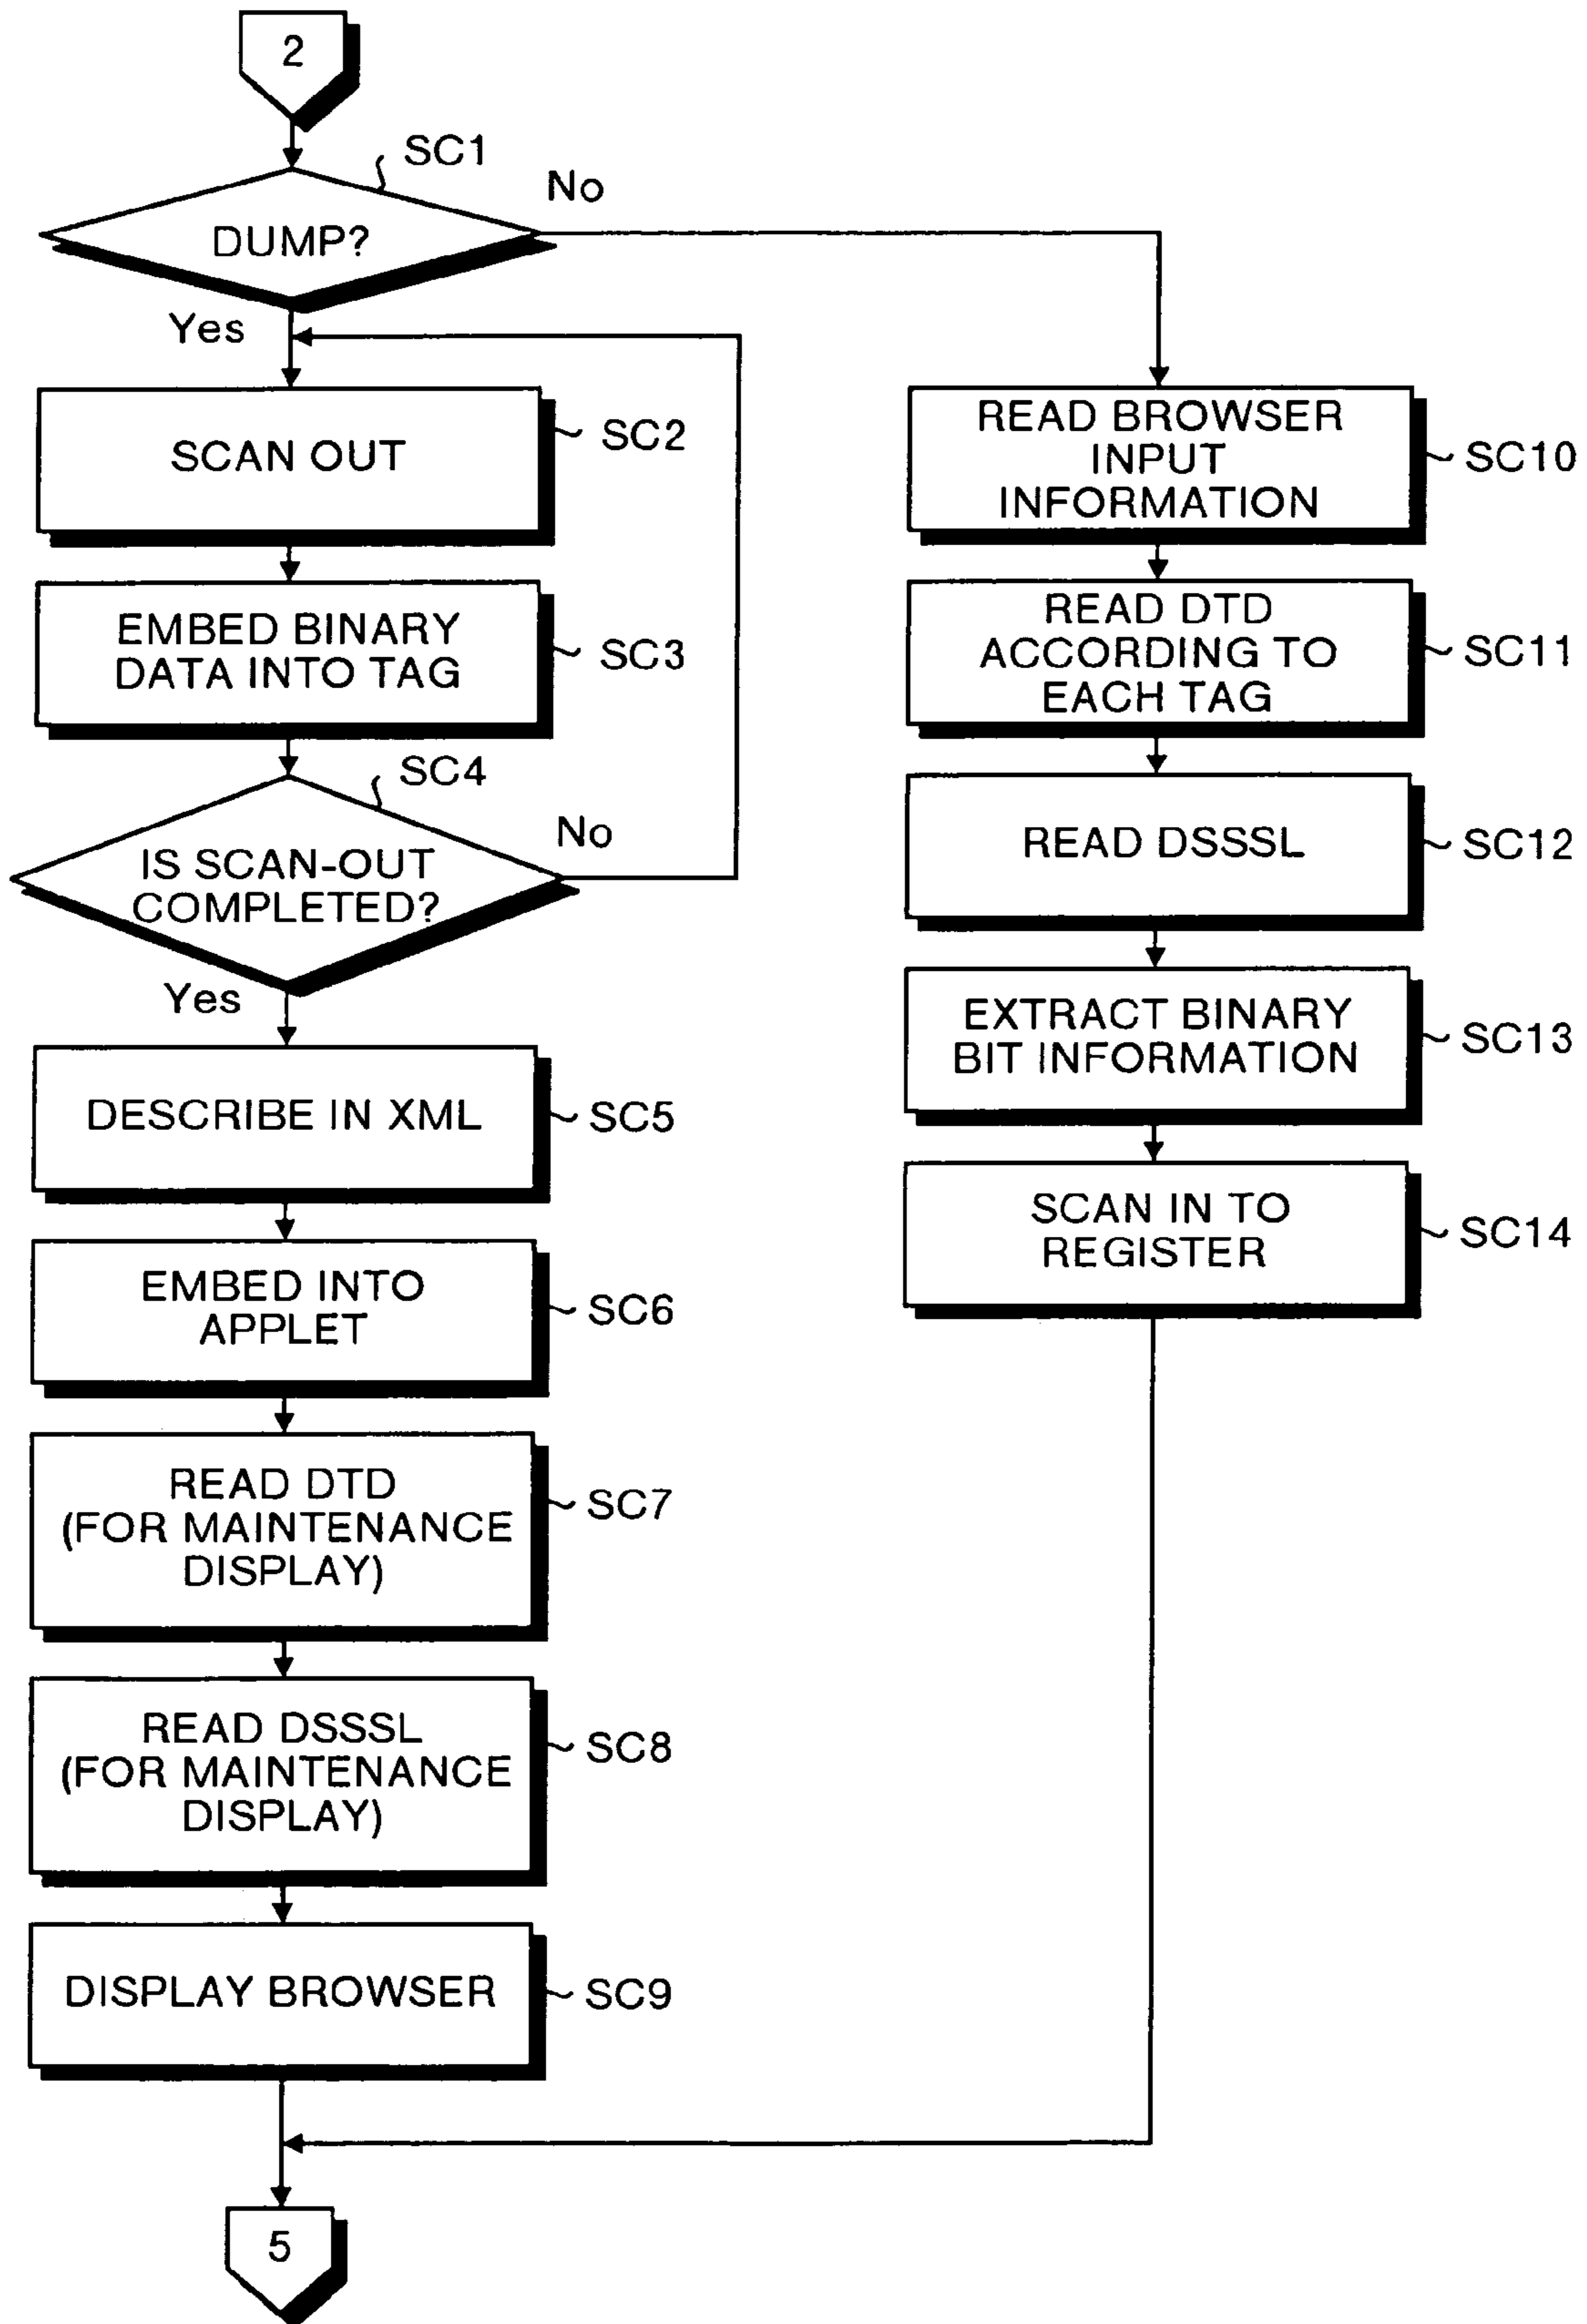 2
SC1
No
DUMP?
Yes
SCAN OUT
SC2
EMBED BINARY
DATA INTO TAG
SC3
SC4
No
IS SCAN-OUT
COMPLETED?
Yes
DESCRIBE IN XML
SC5
EMBED INTO
APPLET
SC6
READ DTD
(FOR MAINTENANCE
DISPLAY)
SC7
READ DSSSL
(FOR MAINTENANCE
DISPLAY)
SC8
DISPLAY BROWSER
SC9
READ BROWSER
INPUT
INFORMATION
SC10
READ DTD
ACCORDING TO
EACH TAG
SC11
READ DSSSL
SC12
EXTRACT BINARY
BIT INFORMATION
SC13
SCAN IN TO
REGISTER
SC14
5